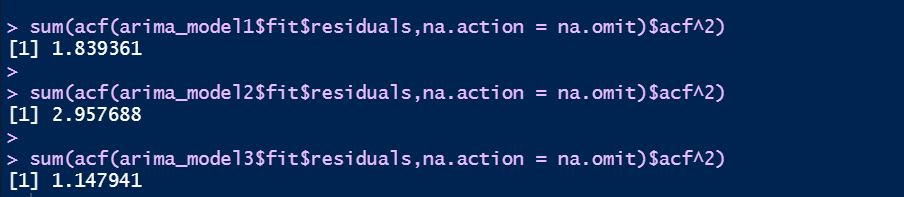 > sum(acf(arima_model1$fit$residuals,na.action = na.omit)$acf^2)
[1] 1.839361
>
> sum(acf(arima_model2$fit$residuals,na.action = na.omit)$acf^2)
[1] 2.957688
>
> sum(acf(arima_model3$fit$residuals,na.action = na.omit)$acf^2)
[1] 1.147941